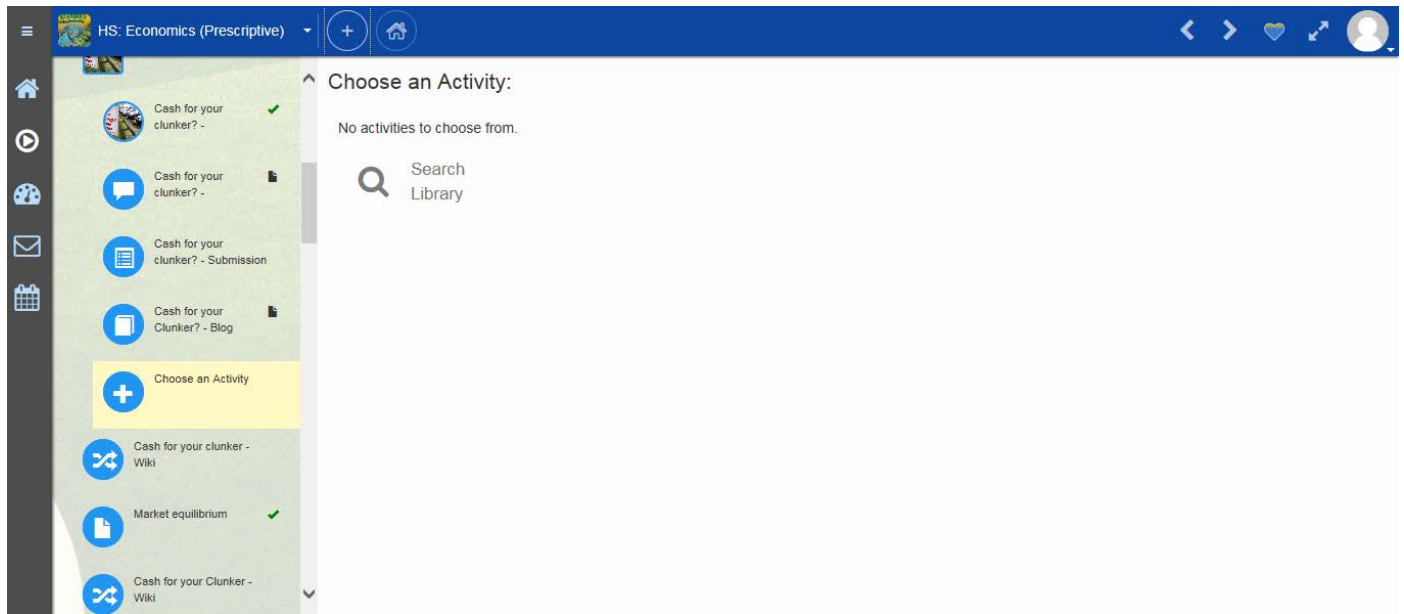 HS: Economics (Prescriptive)
Cash for your
clunker? -
Cash for your
clunker? -
Cash for your
clunker? - Submission
Cash for your
Clunker? - Blog
Choose an Activity
Cash for your clunker -
Wiki
Market equilibrium
Cash for your Clunker -
Wiki
Choose an Activity:
No activities to choose from.
Search
Library